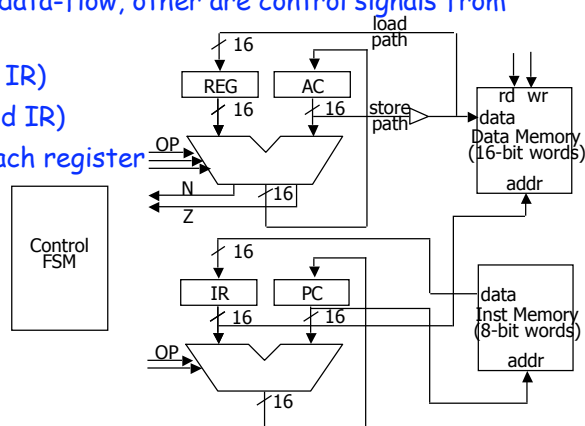 data-flow, other are control signals from
IR)
d IR)
ach register
load
path
16
REG
AC
16
16
store
path
rd wr
data
Data Memory
(16-bit words)
addr
OP
N
Z
16
Control
FSM
16
IR
PC
16
16
data
Inst Memory
(8-bit words)
addr
OP
16